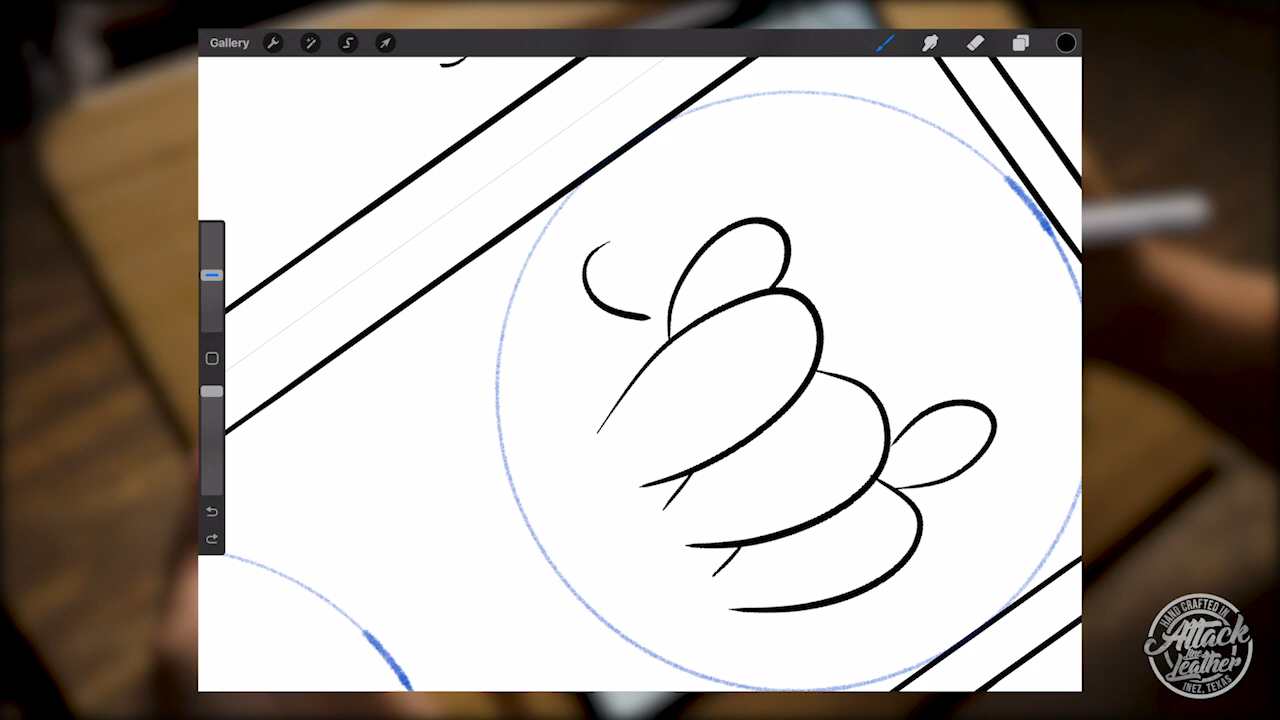 Gallery
HAND CRAFTED IN
Attack
the
Leather
INEZ, TEXAS